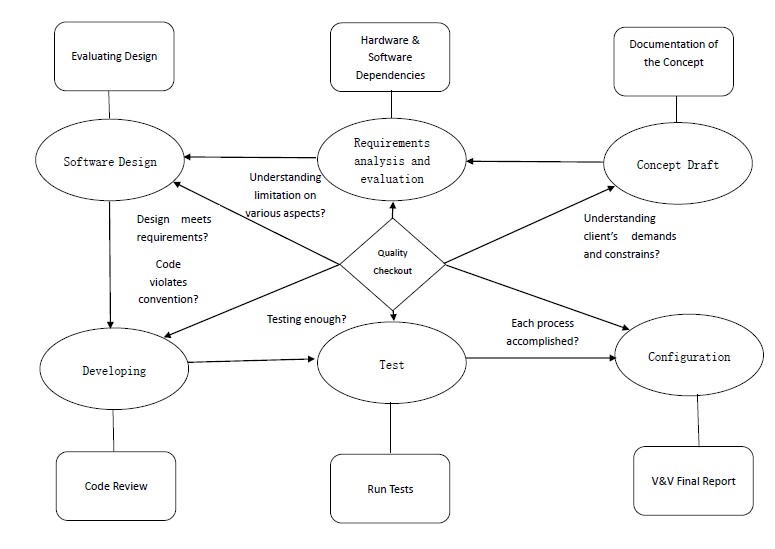 Evaluating Design
Hardware &
Software
Dependencies
Documentation of
the Concept
Software Design
Requirements
analysis and
evaluation
Concept Draft
Understanding
limitation on
various aspects?
Design meets
requirements?
Understanding
client's demands
and constrains?
Quality
Checkout
Code
violates
convention?
Testing enough?
Each process
accomplished?
Developing
Test
Configuration
Code Review
Run Tests
V&V Final Report